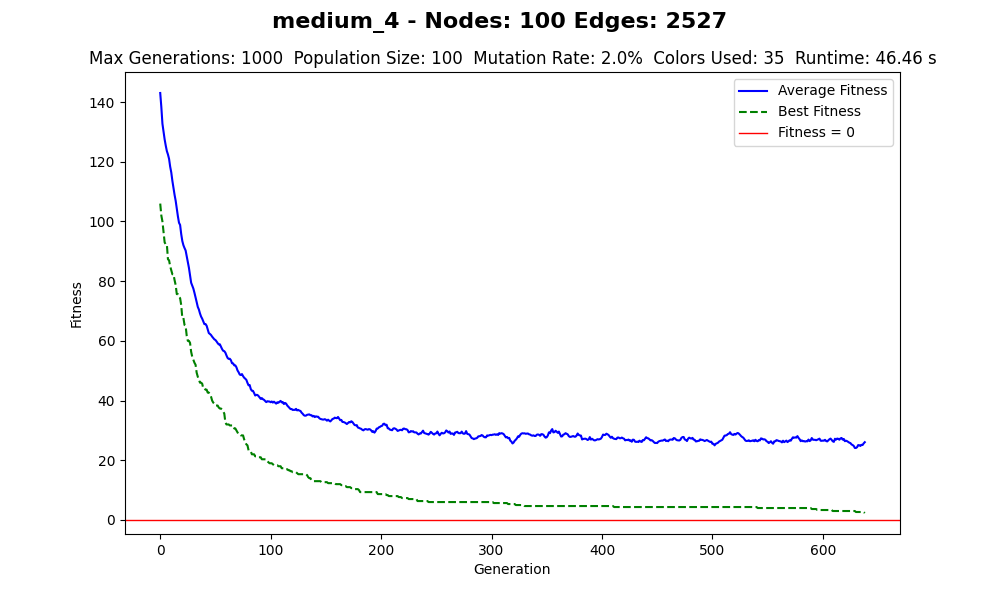 medium_4 - Nodes: 100 Edges: 2527
Max Generations: 1000  Population Size: 100  Mutation Rate: 2.0%  Colors Used: 35  Runtime: 46.46 s
Average Fitness
Best Fitness
Fitness = 0
140
120
100
80
60
40
20
0
Fitness
0 100 200 300 400 500 600
Generation